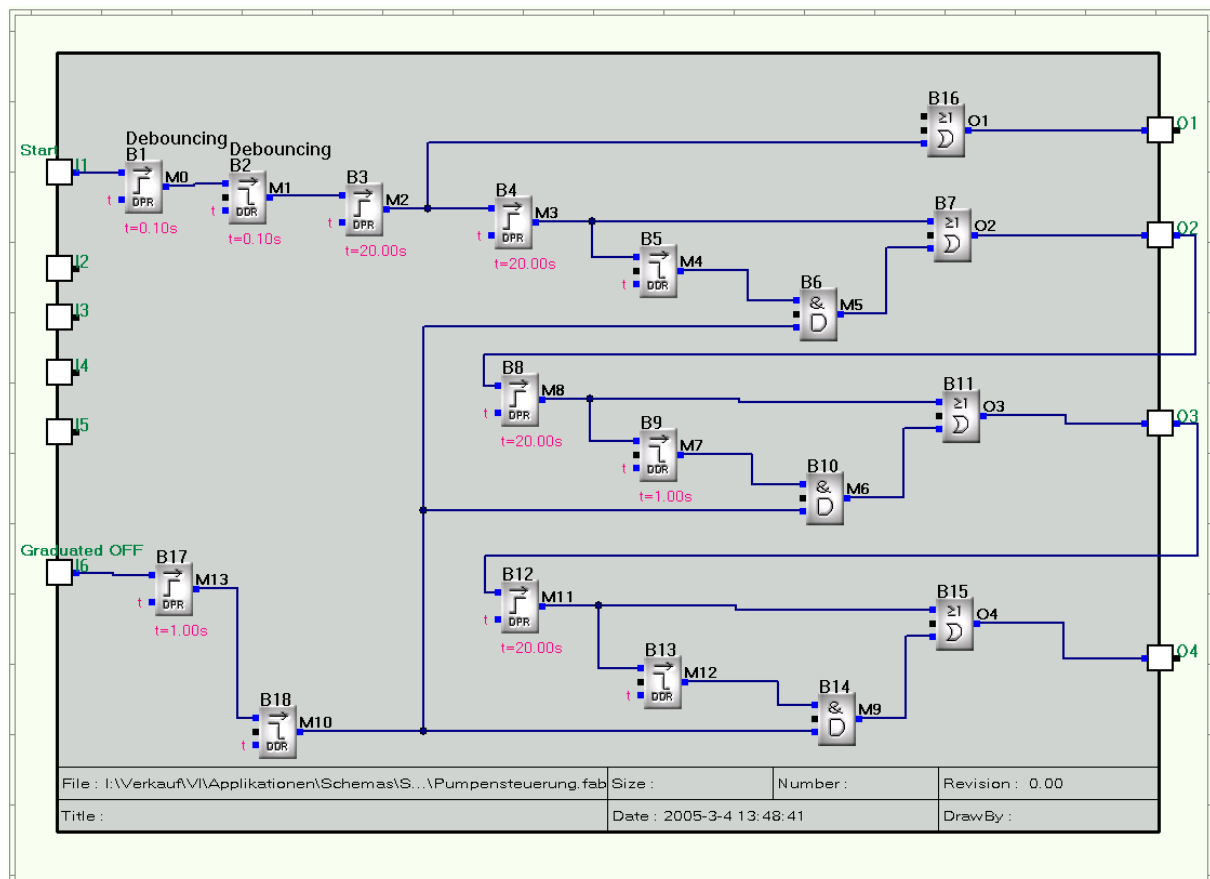 B16
≥1
O1
O1
Debouncing
Start
B1
Debouncing
I1
M0
B2
M1
B3
M2
B4
M3
B7
≥1
O2
O2
t
DPR
t=0.10s
t
DDR
t=0.10s
t
DPR
t=20.00s
t
DPR
t=20.00s
B5
M4
t
DDR
B6
&
M5
I2
I3
I4
I5
B8
M8
t
DPR
t=20.00s
B9
M7
t
DDR
t=1.00s
B10
&
M6
B11
≥1
O3
O3
Graduated OFF
I6
B17
M13
t
DPR
t=1.00s
B12
M11
t
DPR
t=20.00s
B13
M12
t
DDR
B14
&
M9
B15
≥1
O4
O4
B18
M10
t
DDR
File : I:\Verkauf\VI\Applikationen\Schemas\S...\Pumpensteuerung.fab
Size :
Number :
Revision : 0.00
Title :
Date : 2005-3-4 13:48:41
DrawBy :